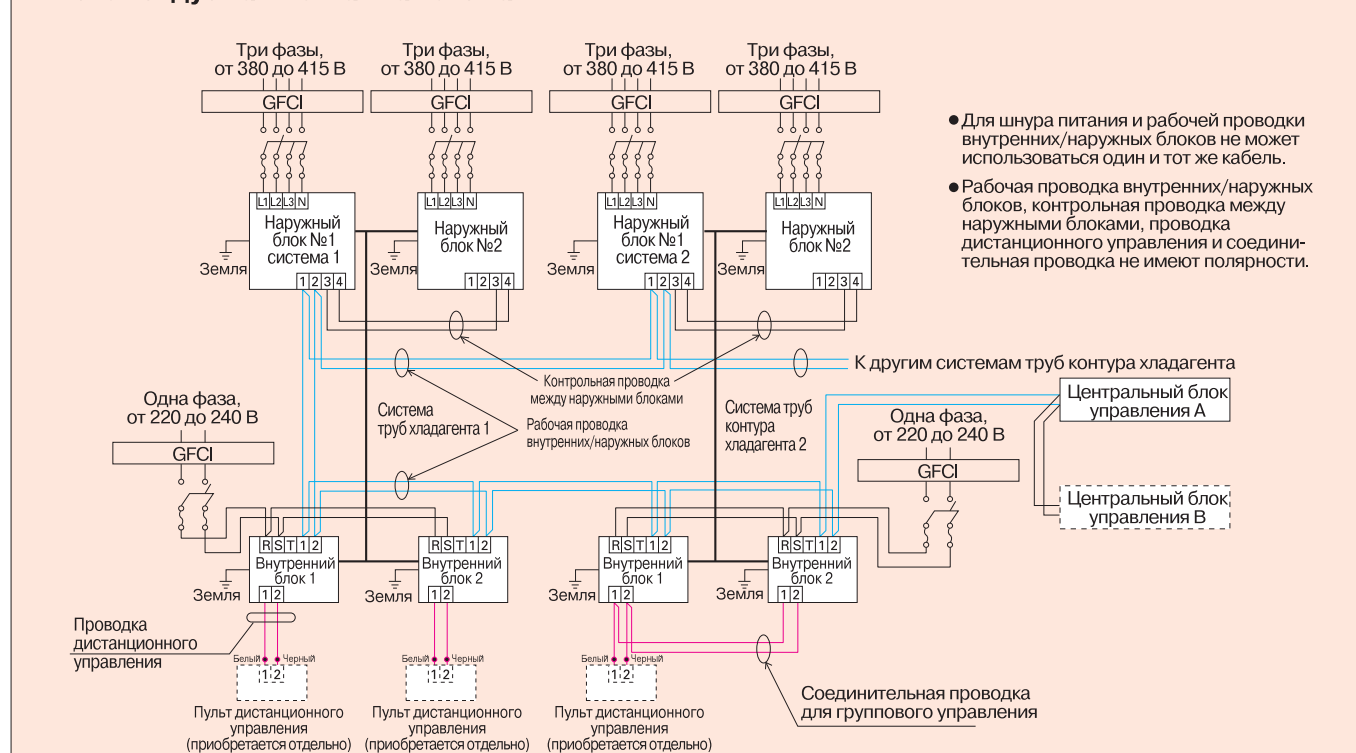 Три фазы,
от 380 до 415 В
Три фазы,
от 380 до 415 В
Три фазы,
от 380 до 415 В
Три фазы,
от 380 до 415 В
GFCI
GFCI
GFCI
GFCI
● Для шнура питания и рабочей проводки
внутренних/наружных блоков не может
использоваться один и тот же кабель.
● Рабочая проводка внутренних/наружных
блоков, контрольная проводка между
наружными блоками, проводка
дистанционного управления и соедини-
тельная проводка не имеют полярности.
L1 L2 L3 N
Наружный
блок №1
система 1
1 2 3 4
Земля
L1 L2 L3 N
Наружный
блок №2
1 2 3 4
Земля
L1 L2 L3 N
Наружный
блок №1
система 2
1 2 3 4
Земля
L1 L2 L3 N
Наружный
блок №2
1 2 3 4
Земля
К другим системам труб контура хладагента
Контрольная проводка
между наружными блоками
Система
труб хладагента 1
Рабочая проводка
внутренних/наружных блоков
Система труб
контура
хладагента 2
Центральный блок
управления A
Центральный блок
управления B
Одна фаза,
от 220 до 240 В
GFCI
Одна фаза,
от 220 до 240 В
GFCI
R S T 1 2
Внутренний
блок 1
1 2
Земля
R S T 1 2
Внутренний
блок 2
1 2
Земля
R S T 1 2
Внутренний
блок 1
1 2
Земля
R S T 1 2
Внутренний
блок 2
1 2
Земля
Проводка
дистанционного
управления
Белый Черный
1 2
Пульт дистанционного
управления
(приобретается отдельно)
Белый Черный
1 2
Пульт дистанционного
управления
(приобретается отдельно)
Белый Черный
1 2
Пульт дистанционного
управления
(приобретается отдельно)
Соединительная проводка
для группового управления